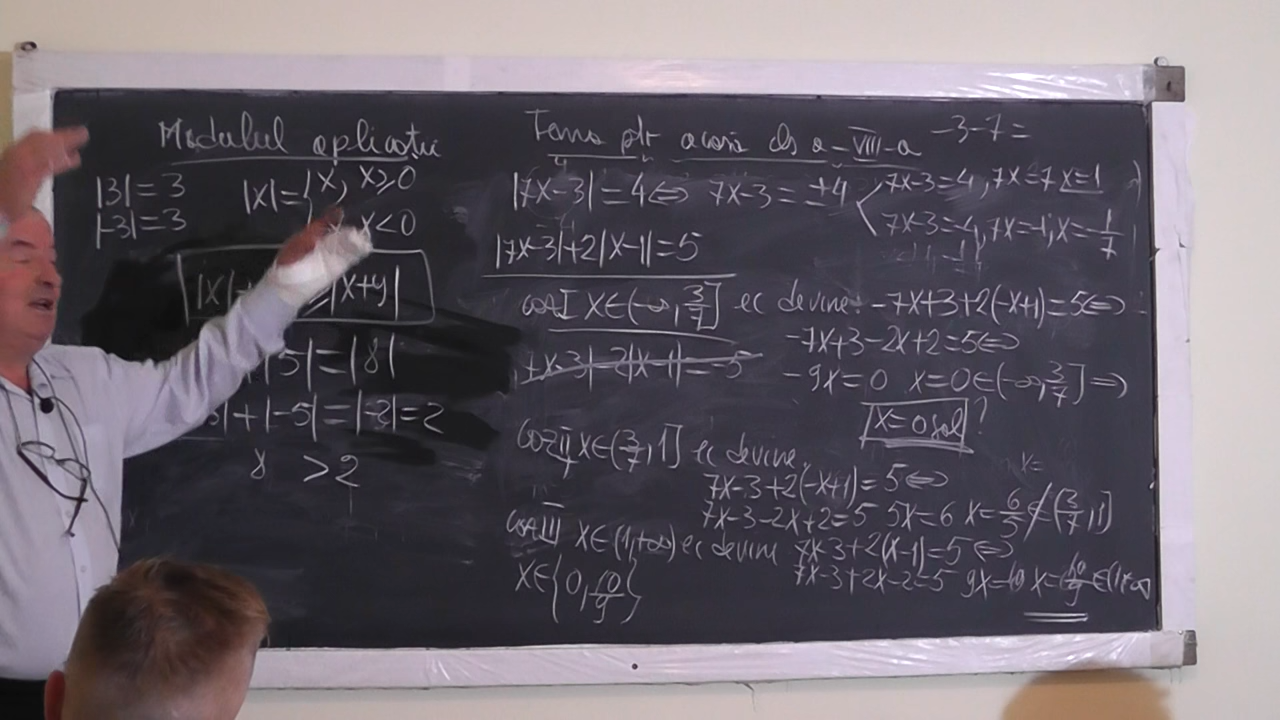 Modulul aplicatii
|3|=3
|-3|=3
|x|= x, x≥0
x<0
|x|+ ≥|x+y|
5|=|8|
|+|-5|=|-2|=2
8 >2
Tema ptr acasă cls a-VIII-a
-3-7=
|7x-3|=4⇔ 7x-3=±4
7x-3=4, 7x=7 x=1
7x-3=-4, 7x=-1, x=-1/7
|7x-3|+2|x-1|=5
caz I x∈(-∞, 3/7] ec devine: -7x+3+2(-x+1)=5⇔
-7x+3-2x+2=5⇔
-9x=0 x=0∈(-∞, 3/7] ⇒
x=0 sol ?
caz II x∈(3/7, 1] ec devine
7x-3+2(-x+1)=5⇔
7x-3-2x+2=5 5x=6 x=6/5∉(3/7, 1]
caz III x∈(1,+∞) ec devine 7x-3+2(x-1)=5⇔
7x-3+2x-2=5 9x=10 x=10/9∈(1,+∞
x∈{0, 10/9}